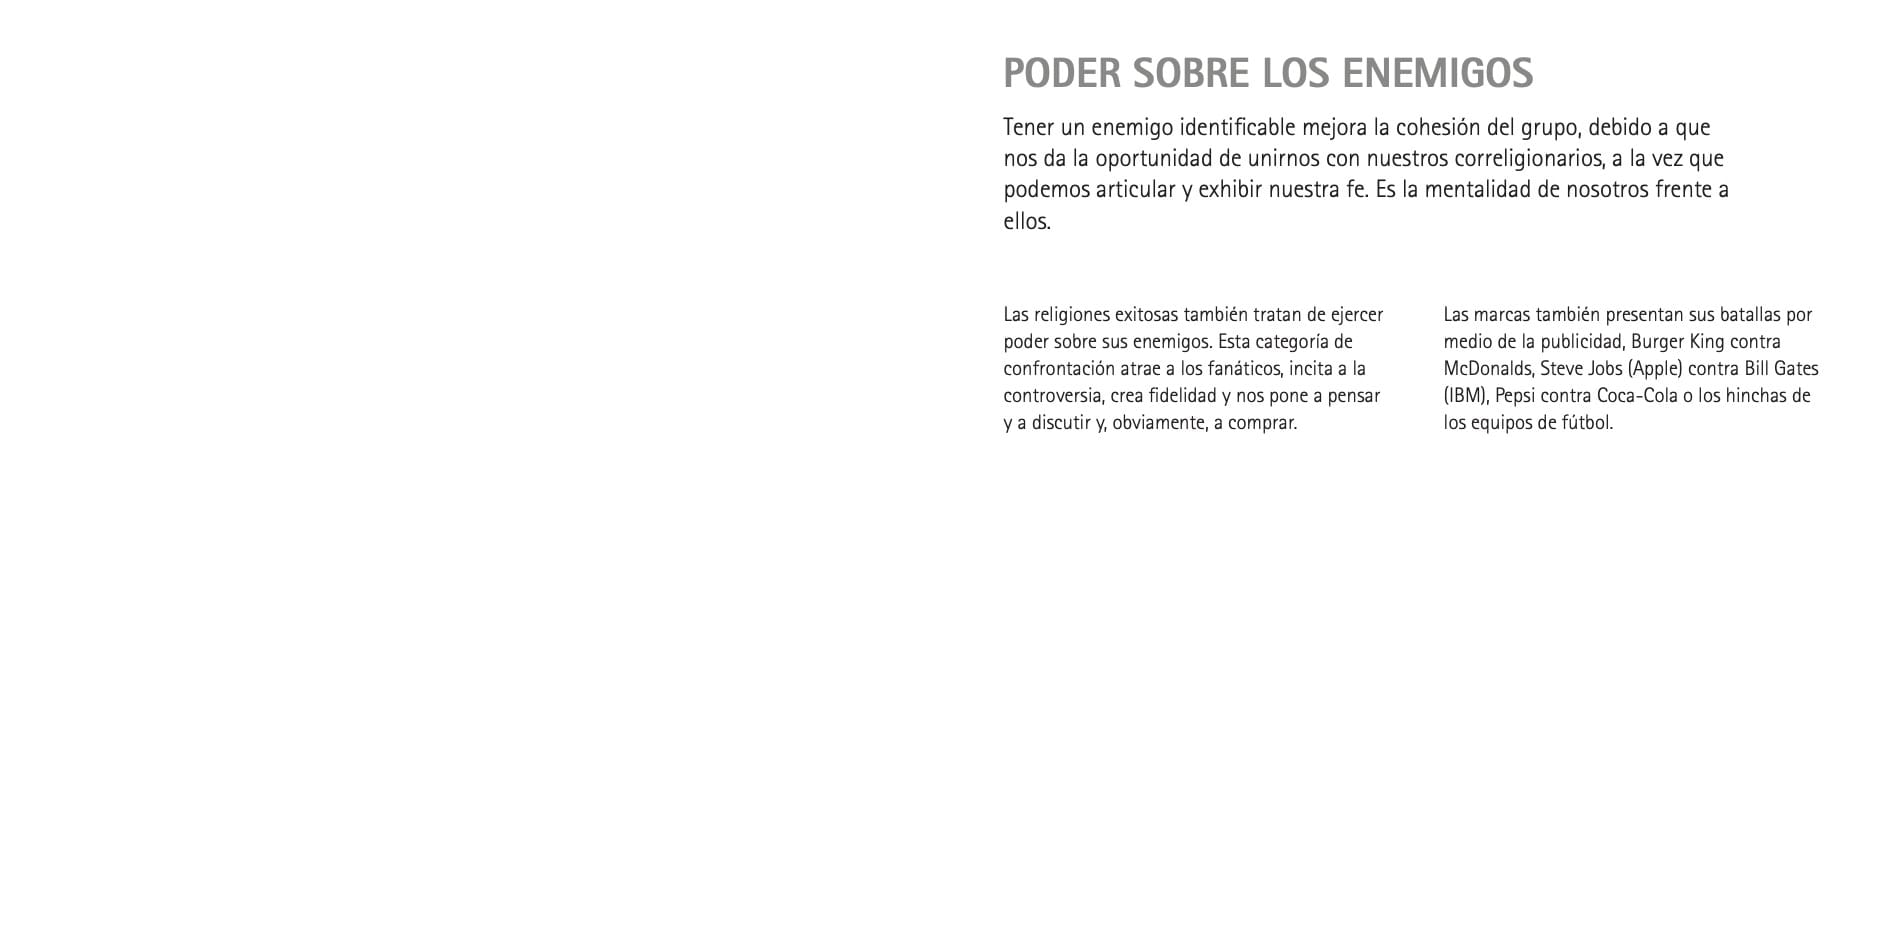 PODER SOBRE LOS ENEMIGOS
Tener un enemigo identificable mejora la cohesión del grupo, debido a que
nos da la oportunidad de unirnos con nuestros correligionarios, a la vez que
podemos articular y exhibir nuestra fe. Es la mentalidad de nosotros frente a
ellos.
Las religiones exitosas también tratan de ejercer
poder sobre sus enemigos. Esta categoría de
confrontación atrae a los fanáticos, incita a la
controversia, crea fidelidad y nos pone a pensar
y a discutir y, obviamente, a comprar.
Las marcas también presentan sus batallas por
medio de la publicidad, Burger King contra
McDonalds, Steve Jobs (Apple) contra Bill Gates
(IBM), Pepsi contra Coca-Cola o los hinchas de
los equipos de fútbol.